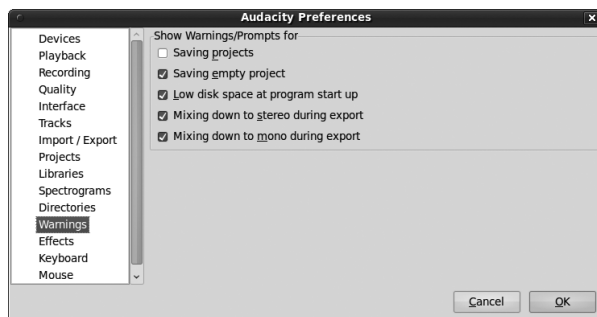 Audacity Preferences
Devices
Playback
Recording
Quality
Interface
Tracks
Import / Export
Projects
Libraries
Spectrograms
Directories
Warnings
Effects
Keyboard
Mouse
Show Warnings/Prompts for
Saving projects
Saving empty project
Low disk space at program start up
Mixing down to stereo during export
Mixing down to mono during export
Cancel
OK